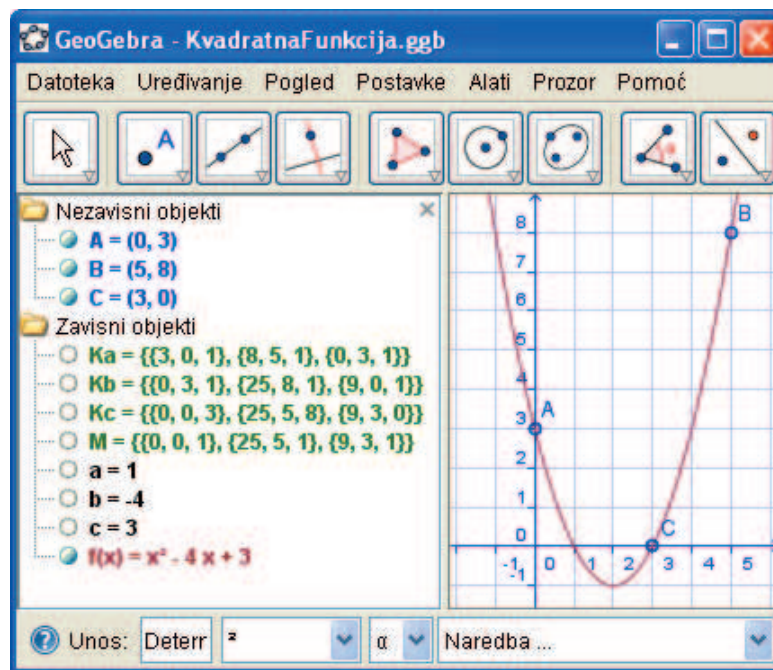 GeoGebra - KvadratnaFunkcija.ggb
Datoteka Uređivanje Pogled Postavke Alati Prozor Pomoć
A
Nezavisni objekti
A = (0, 3)
B = (5, 8)
C = (3, 0)
Zavisni objekti
Ka = {{3, 0, 1}, {8, 5, 1}, {0, 3, 1}}
Kb = {{0, 3, 1}, {25, 8, 1}, {9, 0, 1}}
Kc = {{0, 0, 3}, {25, 5, 8}, {9, 3, 0}}
M = {{0, 0, 1}, {25, 5, 1}, {9, 3, 1}}
a = 1
b = -4
c = 3
f(x) = x² - 4 x + 3
B
8
7
6
5
4
3 A
2
1
0 C
-1 0 1 2 3 4 5
-1
Unos: Deterr ² α Naredba ...